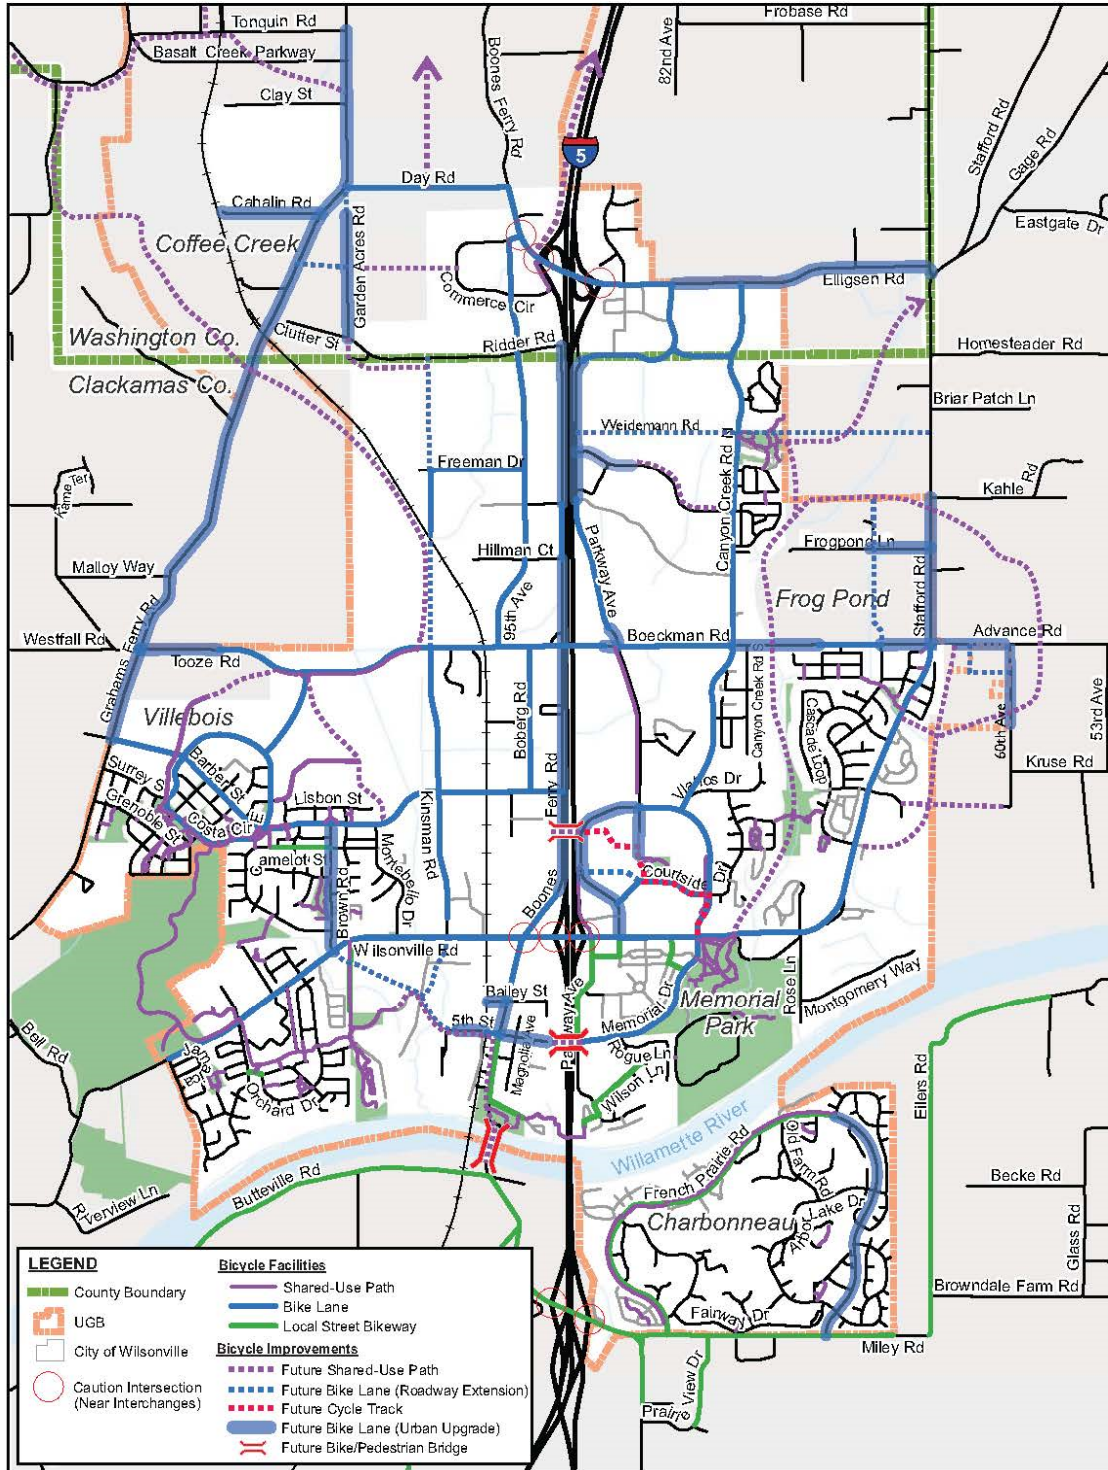 Tonquin Rd
Frobase Rd
Basalt Creek Parkway
Boones Ferry Rd
82nd Ave
Clay St
Stafford Rd
Gage Rd
5
Day Rd
Cahalin Rd
Eastgate Dr
Coffee Creek
Garden Acres Rd
Commerce Cir
Elligsen Rd
Clutter St
Ridder Rd
Washington Co.
Homesteader Rd
Clackamas Co.
Briar Patch Ln
Weidemann Rd
Canyon Creek Rd N
Freeman Dr
Kame Ter
Kahle Rd
Parkway Ave
Hillman Ct
Frogpond Ln
Malloy Way
95th Ave
Frog Pond
Stafford Rd
Grahams Ferry Rd
Westfall Rd
Tooze Rd
Boeckman Rd
Advance Rd
Canyon Creek Rd S
Villebois
Boberg Rd
Cascade Loop
60th Ave
53rd Ave
Barber St
Surrey S
Kruse Rd
Vlahos Dr
Grenoble St
Lisbon St
Ferry Rd
Kinsman Rd
Costa Cir E
amelot St
Montebello Dr
Courtside
Dr
Brown Rd
Boones
Wilsonville Rd
Memorial Park
Rose Ln
Montgomery Way
Bailey St
Memorial Dr
5th St
Magnolia Ave
Rogue Ln
Wilson Ln
Bell Rd
Jamaica
Orchard Dr
Eilers Rd
Willamette River
Butteville Rd
French Prairie Rd
Old Farm Rd
Becke Rd
Arbor Lake Dr
Charbonneau
Glass Rd
Browndale Farm Rd
Fairway Dr
Miley Rd
Prairie View Dr
LEGEND
County Boundary
UGB
City of Wilsonville
Caution Intersection
(Near Interchanges)
Bicycle Facilities
Shared-Use Path
Bike Lane
Local Street Bikeway
Bicycle Improvements
Future Shared-Use Path
Future Bike Lane (Roadway Extension)
Future Cycle Track
Future Bike Lane (Urban Upgrade)
Future Bike/Pedestrian Bridge